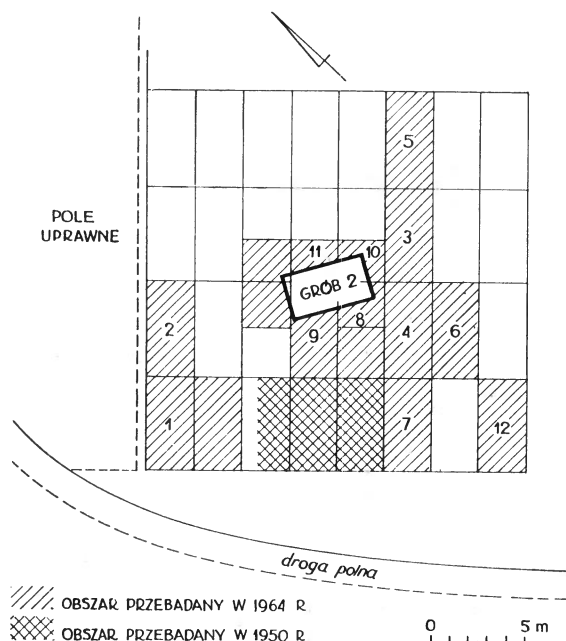 5
POLE
UPRAWNE
3
11
10
GRÓB 2
2
9
8
4
6
1
7
12
droga polna
OBSZAR PRZEBADANY W 1964 R.
OBSZAR PRZEBADANY W 1950 R.
0
5 m